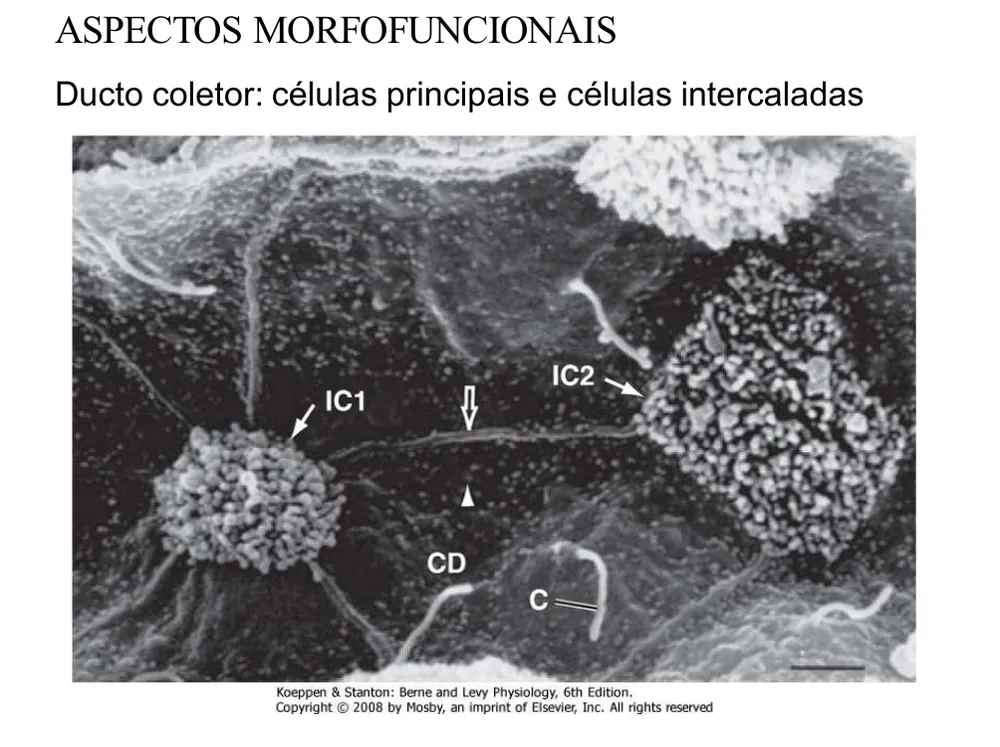 ASPECTOS MORFOFUNCIONAIS
Ducto coletor: células principais e células intercaladas
IC2
IC1
CD
C
Koeppen & Stanton: Berne and Levy Physiology, 6th Edition.
Copyright © 2008 by Mosby, an imprint of Elsevier, Inc. All rights reserved